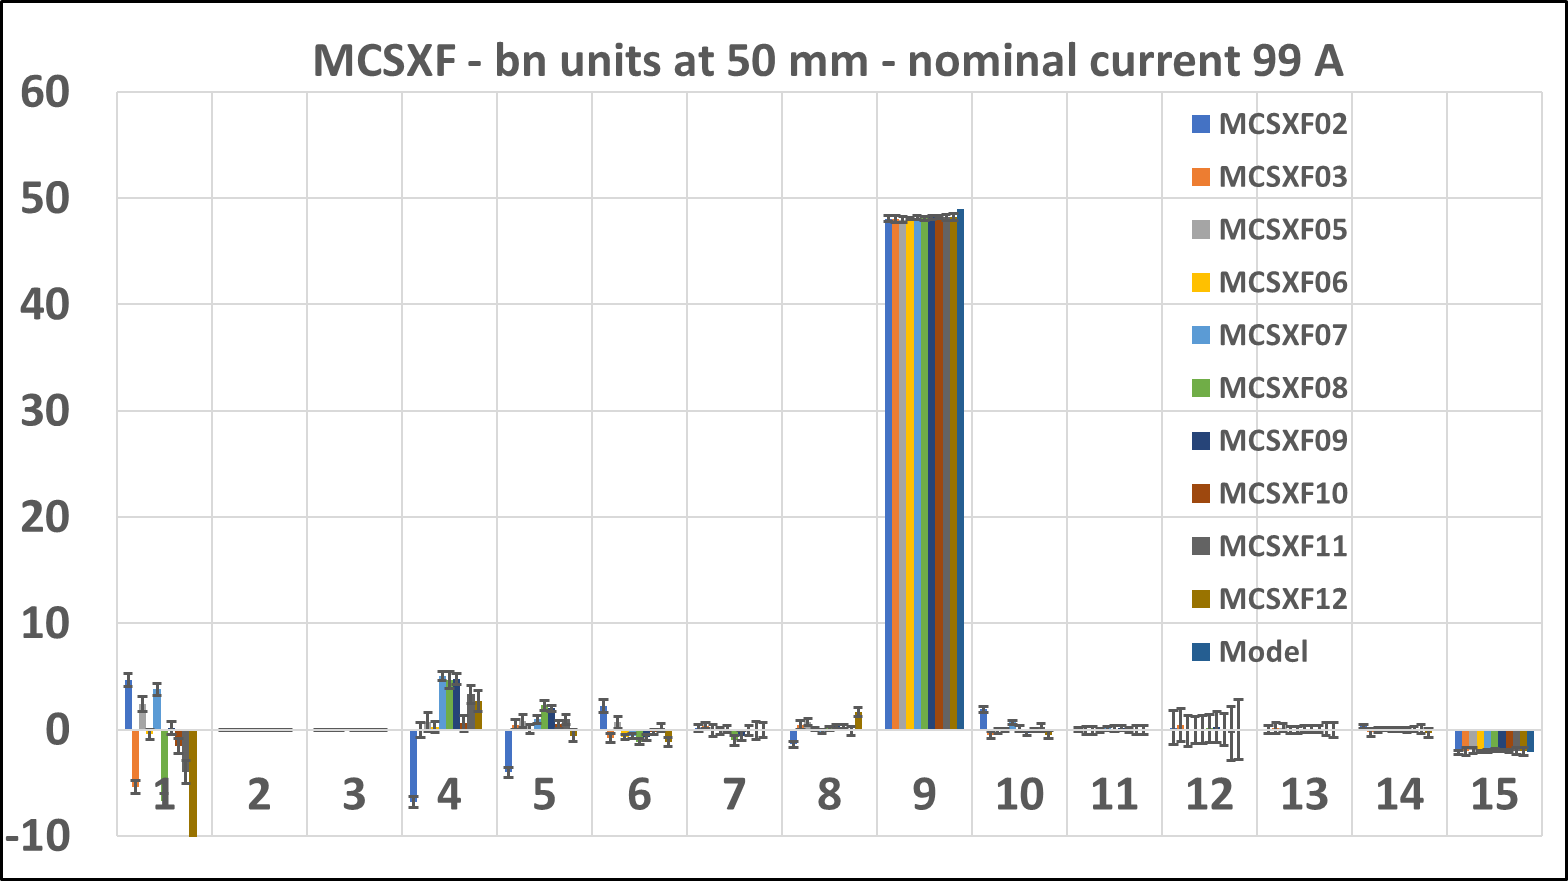 MCSXF - bn units at 50 mm - nominal current 99 A
60
50
40
30
20
10
0
-10
1 2 3 4 5 6 7 8 9 10 11 12 13 14 15
MCSXF02
MCSXF03
MCSXF05
MCSXF06
MCSXF07
MCSXF08
MCSXF09
MCSXF10
MCSXF11
MCSXF12
Model